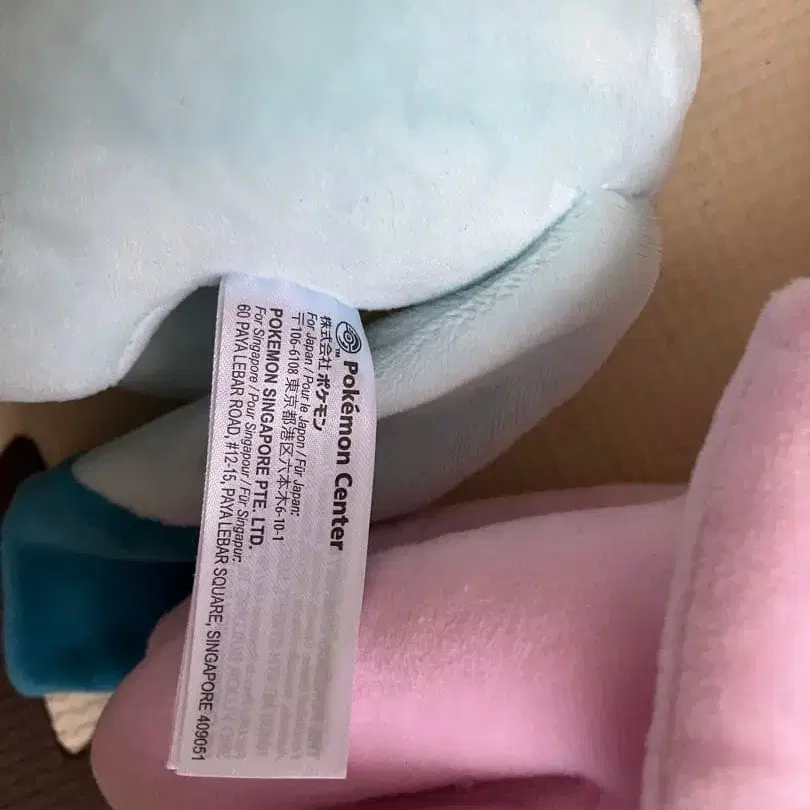 Pokémon Center
株式会社 ポケモン
For Japan / Pour le Japon / Für Japan:
〒106-6108 東京都港区六本木6-10-1
POKEMON SINGAPORE PTE. LTD.
For Singapore / Pour Singapour / Für Singapur:
60 PAYA LEBAR ROAD, #12-15, PAYA LEBAR SQUARE, SINGAPORE 409051